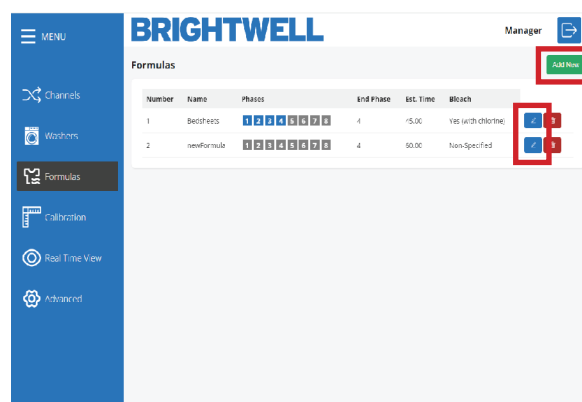 MENU
BRIGHTWELL
Manager
Formulas
Add New
Channels
Washers
Formulas
Calibration
Real Time View
Advanced
Number Name Phases End Phase Est. Time Bleach
1 Bedsheets 1 2 3 4 5 6 7 8 4 45.00 Yes (with chlorine)
2 newFormula 1 2 3 4 5 6 7 8 4 60.00 Non-Specified